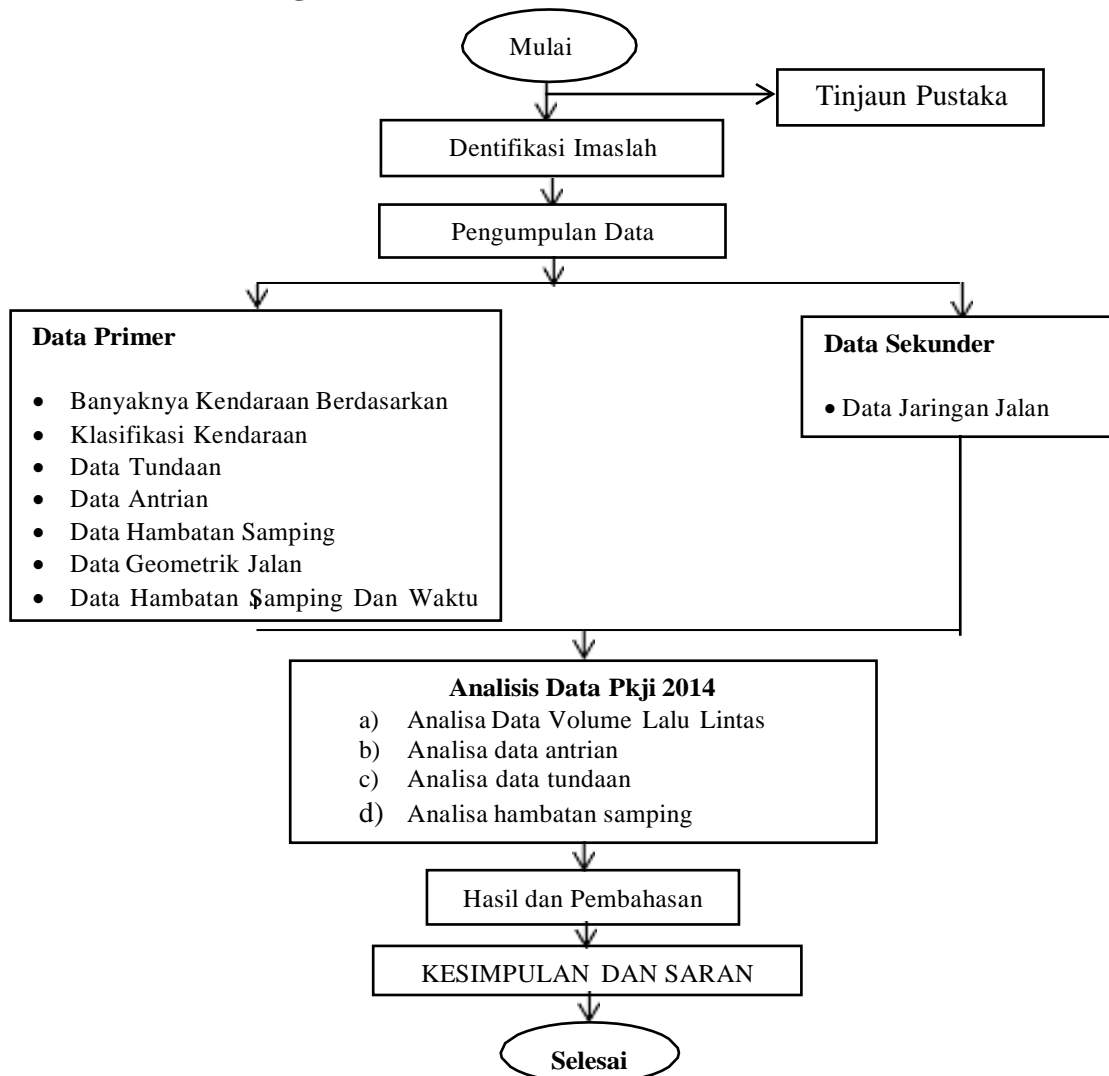 Mulai
Tinjaun Pustaka
Dentifikasi Imaslah
Pengumpulan Data
Data Primer
• Banyaknya Kendaraan Berdasarkan
• Klasifikasi Kendaraan
• Data Tundaan
• Data Antrian
• Data Hambatan Samping
• Data Geometrik Jalan
• Data Hambatan Samping Dan Waktu
Data Sekunder
• Data Jaringan Jalan
Analisis Data Pkji 2014
a) Analisa Data Volume Lalu Lintas
b) Analisa data antrian
c) Analisa data tundaan
d) Analisa hambatan samping
Hasil dan Pembahasan
KESIMPULAN DAN SARAN
Selesai